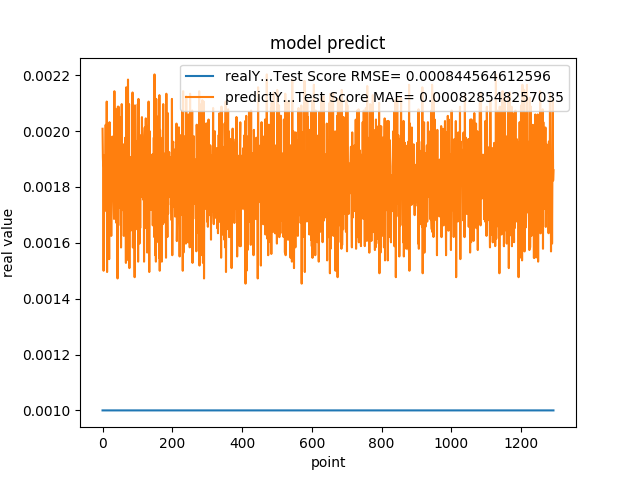 model predict
realY...Test Score RMSE= 0.000844564612596
predictY...Test Score MAE= 0.000828548257035
0.0022
0.0020
0.0018
0.0016
0.0014
0.0012
0.0010
real value
0 200 400 600 800 1000 1200
point